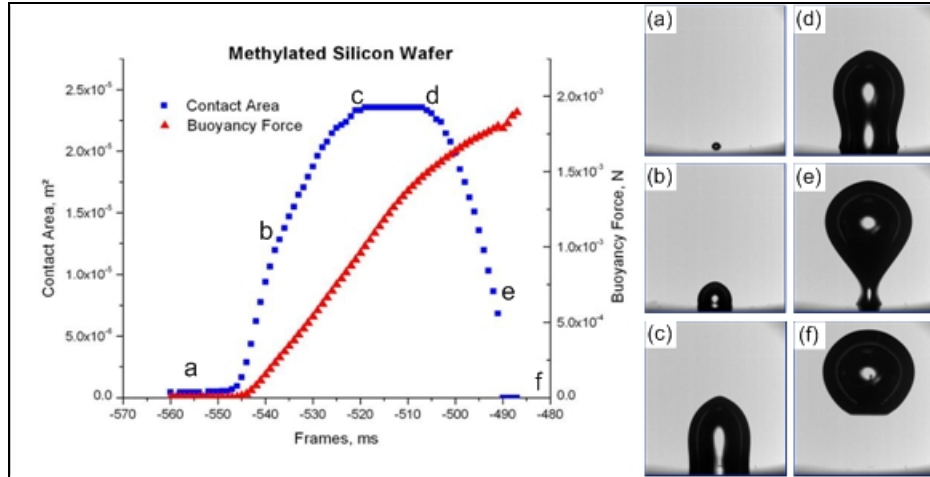 Methylated Silicon Wafer
Contact Area
Buoyancy Force
Contact Area, m²
2.5x10⁻⁵
2.0x10⁻⁵
1.5x10⁻⁵
1.0x10⁻⁵
5.0x10⁻⁶
0.0
a
b
c
d
e
f
2.0x10⁻³
1.5x10⁻³
1.0x10⁻³
5.0x10⁻⁴
0.0
Buoyancy Force, N
-570 -560 -550 -540 -530 -520 -510 -500 -490 -480
Frames, ms
(a)
(d)
(b)
(e)
(c)
(f)